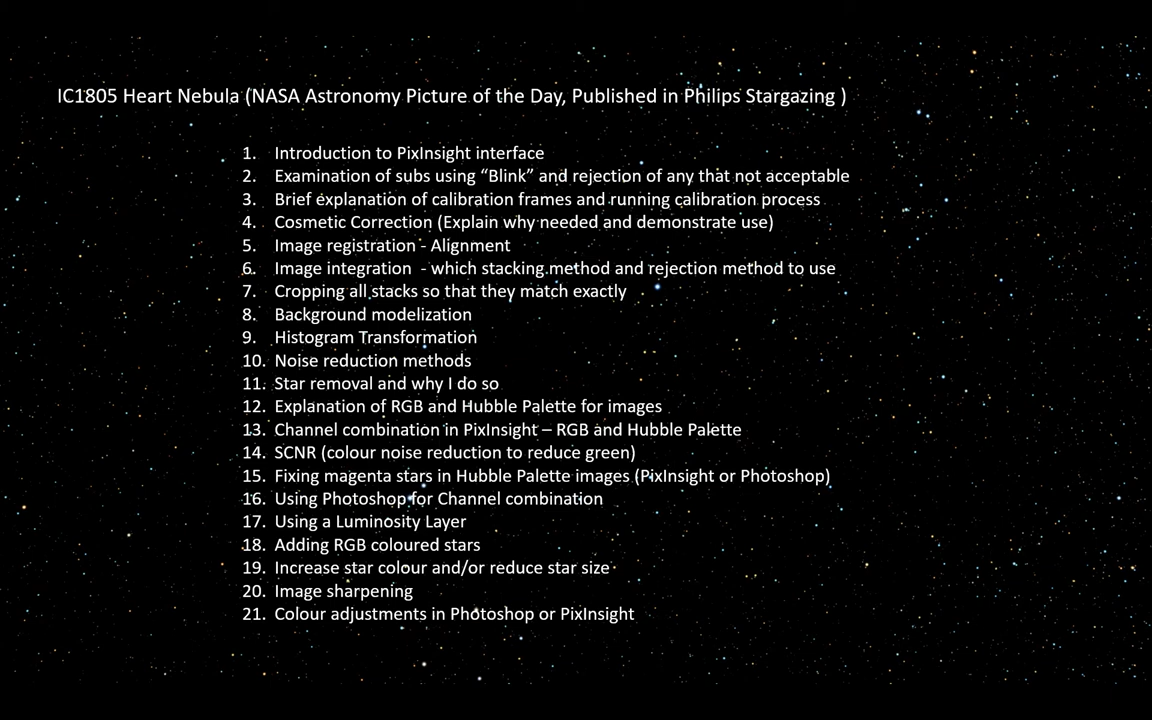 IC1805 Heart Nebula (NASA Astronomy Picture of the Day, Published in Philips Stargazing )
1. Introduction to PixInsight interface
2. Examination of subs using “Blink” and rejection of any that not acceptable
3. Brief explanation of calibration frames and running calibration process
4. Cosmetic Correction (Explain why needed and demonstrate use)
5. Image registration - Alignment
6. Image integration - which stacking method and rejection method to use
7. Cropping all stacks so that they match exactly
8. Background modelization
9. Histogram Transformation
10. Noise reduction methods
11. Star removal and why I do so
12. Explanation of RGB and Hubble Palette for images
13. Channel combination in PixInsight – RGB and Hubble Palette
14. SCNR (colour noise reduction to reduce green)
15. Fixing magenta stars in Hubble Palette images (PixInsight or Photoshop)
16. Using Photoshop for Channel combination
17. Using a Luminosity Layer
18. Adding RGB coloured stars
19. Increase star colour and/or reduce star size
20. Image sharpening
21. Colour adjustments in Photoshop or PixInsight